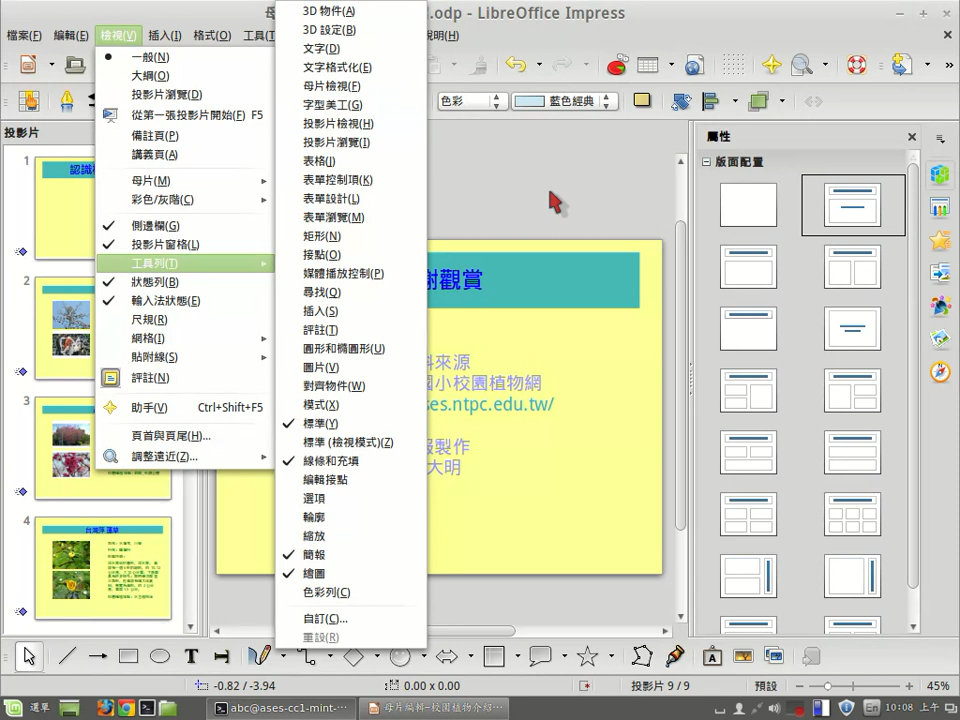 .odp - LibreOffice Impress
檔案(F) 編輯(E) 檢視(V) 插入(I) 格式(O) 工具(T 說明(H)
一般(N)
大綱(O)
投影片瀏覽(D)
從第一張投影片開始(F) F5
備註頁(P)
講義頁(A)
母片(M)
彩色/灰階(C)
側邊欄(G)
投影片窗格(L)
工具列(T)
狀態列(B)
輸入法狀態(E)
尺規(R)
網格(I)
貼附線(S)
評註(N)
助手(V) Ctrl+Shift+F5
頁首與頁尾(H)...
調整遠近(Z)...
3D 物件(A)
3D 設定(B)
文字(D)
文字格式化(E)
母片檢視(F)
字型美工(G)
投影片檢視(H)
投影片瀏覽(I)
表格(J)
表單控制項(K)
表單設計(L)
表單瀏覽(M)
矩形(N)
接點(O)
媒體播放控制(P)
尋找(Q)
插入(S)
評註(T)
圓形和橢圓形(U)
圖片(V)
對齊物件(W)
模式(X)
標準(Y)
標準 (檢視模式)(Z)
線條和充填
編輯接點
選項
輪廓
縮放
簡報
繪圖
色彩列(C)
自訂(C)...
重設(R)
色彩
藍色經典
投影片
1
認識
2
3
4
台灣萍蓬草
謝觀賞
料來源
國小校園植物網
ses.ntpc.edu.tw/
報製作
大明
屬性
版面配置
-0.82 / -3.94
0.00 x 0.00
投影片 9 / 9
預設
45%
選單
abc@ases-cc1-mint-...
母片編輯-校園植物介紹...
En
10:08 上午